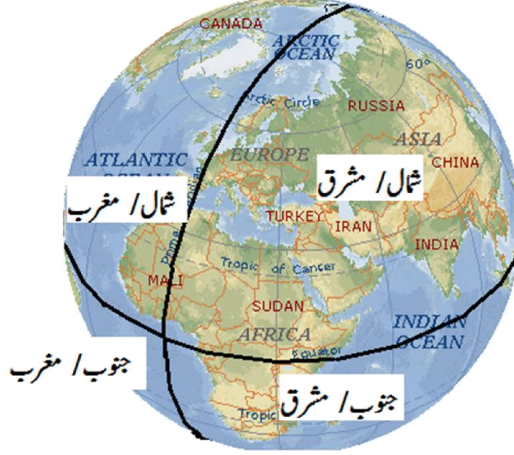 CANADA
ARCTIC
OCEAN
60°
Arctic Circle
RUSSIA
ATLANTIC
OCEAN
EUROPE
ASIA
CHINA
شمال/ مشرق
شمال/ مغرب
TURKEY
IRAN
INDIA
Tropic of Cancer
MALI
SUDAN
AFRICA
INDIAN
OCEAN
Equator
جنوب/ مغرب
جنوب/ مشرق
Tropic